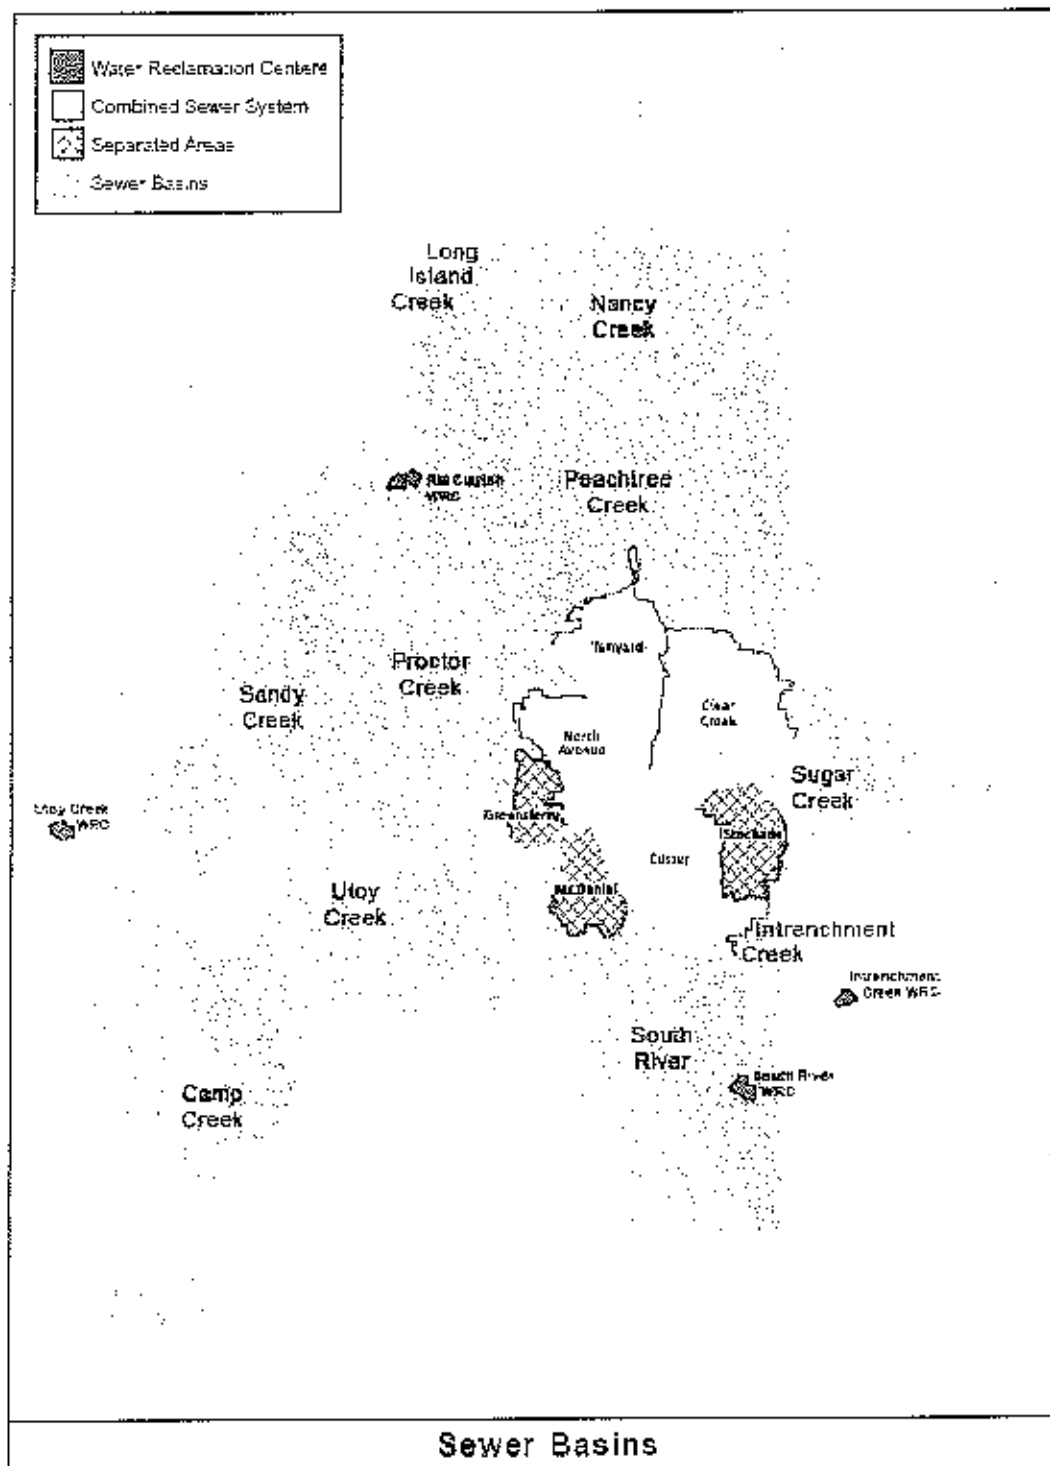 Water Reclamation Centers
Combined Sewer System
Separated Areas
Sewer Basins
Long
Island
Creek
Nancy
Creek
WRC
Peachtree
Creek
Tanyard
Proctor
Creek
Sandy
Creek
Clear
Creek
North
Avenue
Sugar
Creek
Utoy Creek
WRC
Greensferry
Stockade
Custer
Utoy
Creek
McDaniel
Intrenchment
Creek
Intrenchment
Creek WRC
South
River
South River
WRC
Camp
Creek
Sewer Basins